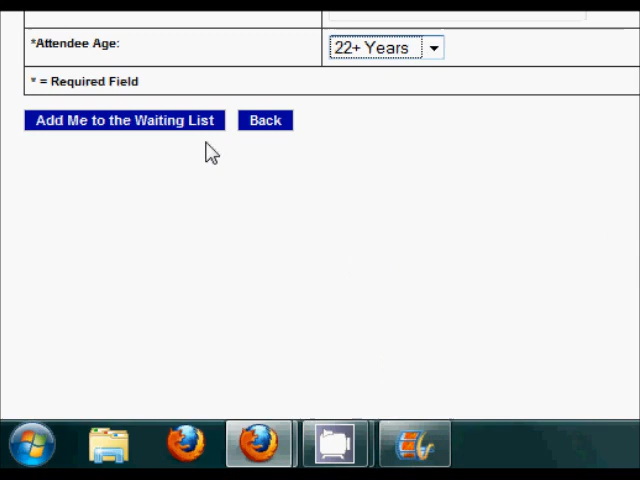 *Attendee Age:
22+ Years
* = Required Field
Add Me to the Waiting List
Back